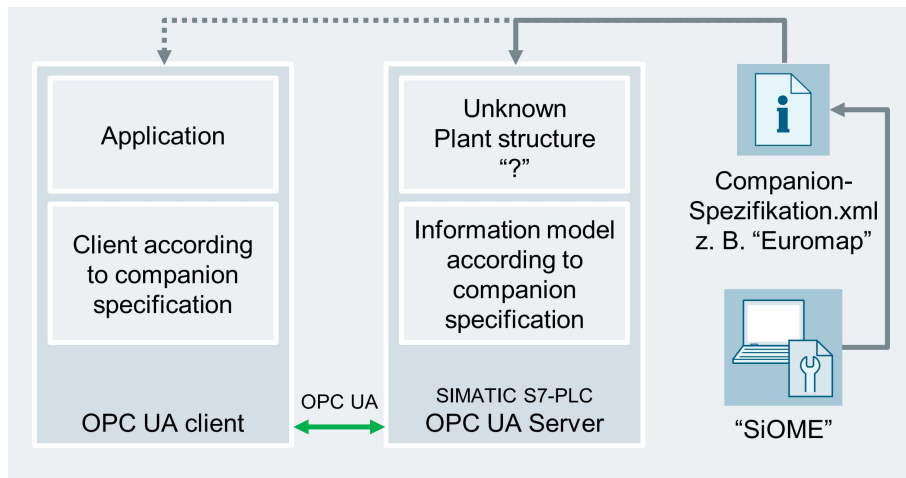 Application
Client according
to companion
specification
OPC UA client
OPC UA
Unknown
Plant structure
“?”
Information model
according to
companion
specification
SIMATIC S7-PLC
OPC UA Server
i
Companion-
Spezifikation.xml
z. B. “Euromap”
“SiOME”